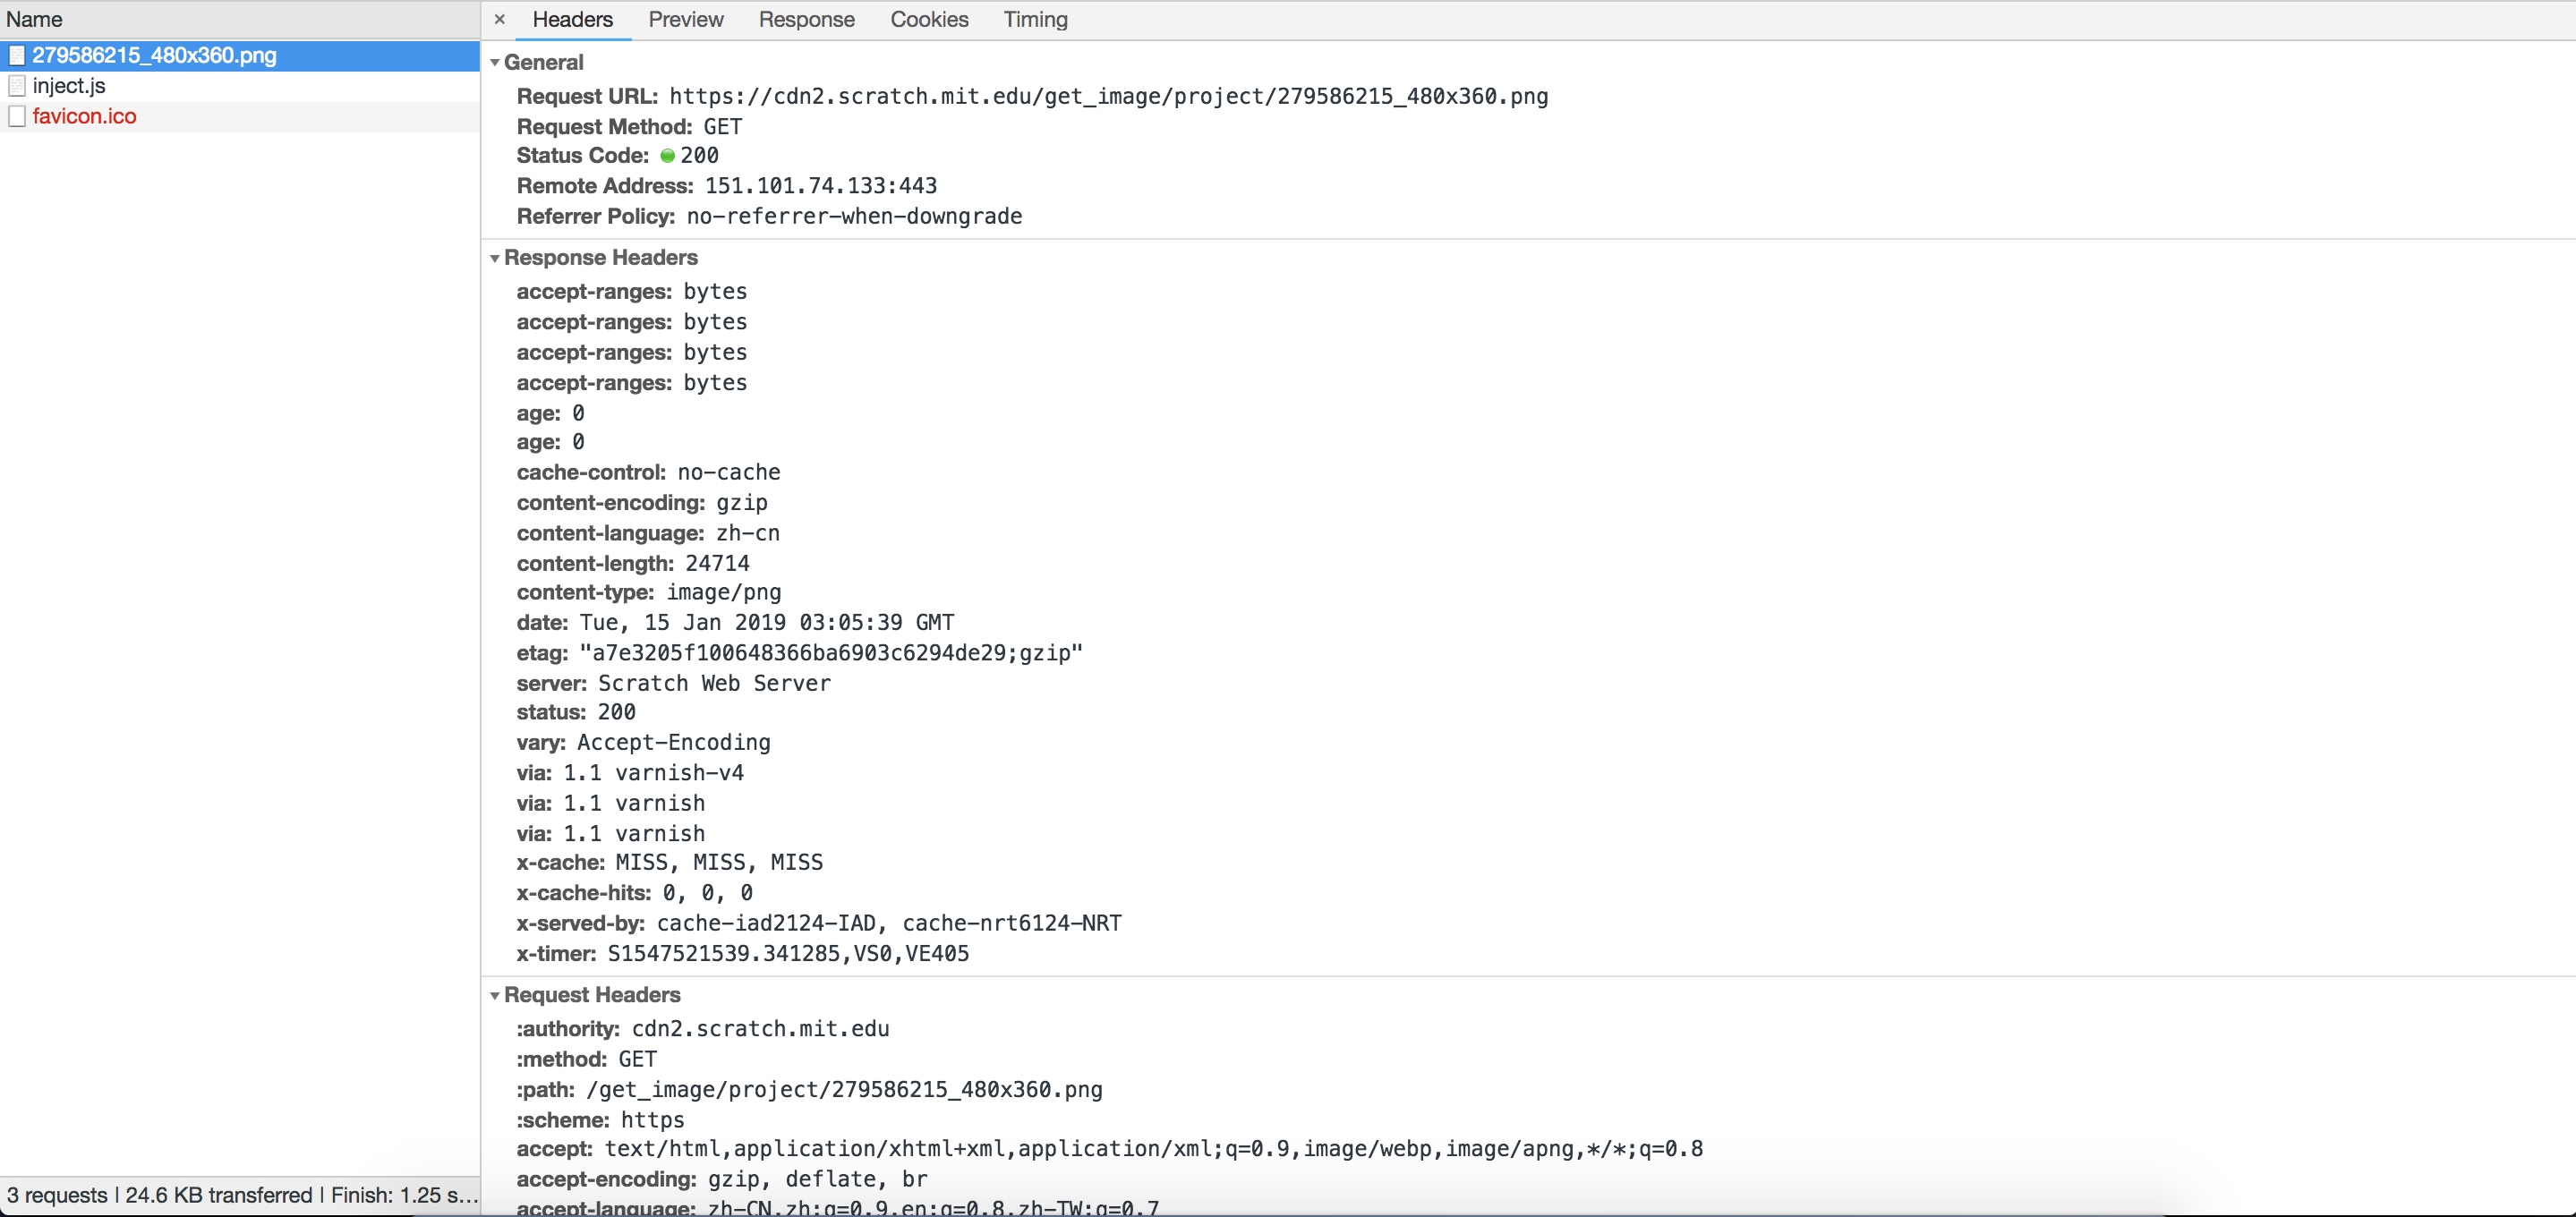 Name
279586215_480x360.png
inject.js
favicon.ico
3 requests | 24.6 KB transferred | Finish: 1.25 s...
× Headers Preview Response Cookies Timing
▼ General
Request URL: https://cdn2.scratch.mit.edu/get_image/project/279586215_480x360.png
Request Method: GET
Status Code: 200
Remote Address: 151.101.74.133:443
Referrer Policy: no-referrer-when-downgrade
▼ Response Headers
accept-ranges: bytes
accept-ranges: bytes
accept-ranges: bytes
accept-ranges: bytes
age: 0
age: 0
cache-control: no-cache
content-encoding: gzip
content-language: zh-cn
content-length: 24714
content-type: image/png
date: Tue, 15 Jan 2019 03:05:39 GMT
etag: "a7e3205f100648366ba6903c6294de29;gzip"
server: Scratch Web Server
status: 200
vary: Accept-Encoding
via: 1.1 varnish-v4
via: 1.1 varnish
via: 1.1 varnish
x-cache: MISS, MISS, MISS
x-cache-hits: 0, 0, 0
x-served-by: cache-iad2124-IAD, cache-nrt6124-NRT
x-timer: S1547521539.341285,VS0,VE405
▼ Request Headers
:authority: cdn2.scratch.mit.edu
:method: GET
:path: /get_image/project/279586215_480x360.png
:scheme: https
accept: text/html,application/xhtml+xml,application/xml;q=0.9,image/webp,image/apng,*/*;q=0.8
accept-encoding: gzip, deflate, br
accept-language: zh-CN,zh;q=0.9,en;q=0.8,zh-TW;q=0.7